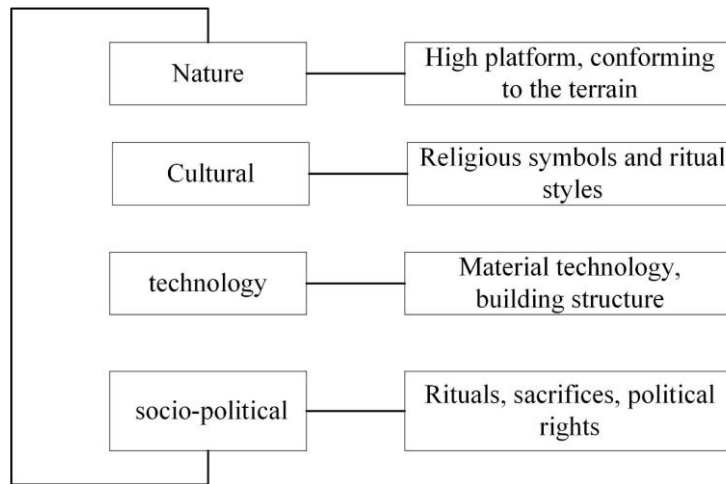 Nature
High platform, conforming
to the terrain
Cultural
Religious symbols and ritual
styles
technology
Material technology,
building structure
socio-political
Rituals, sacrifices, political
rights